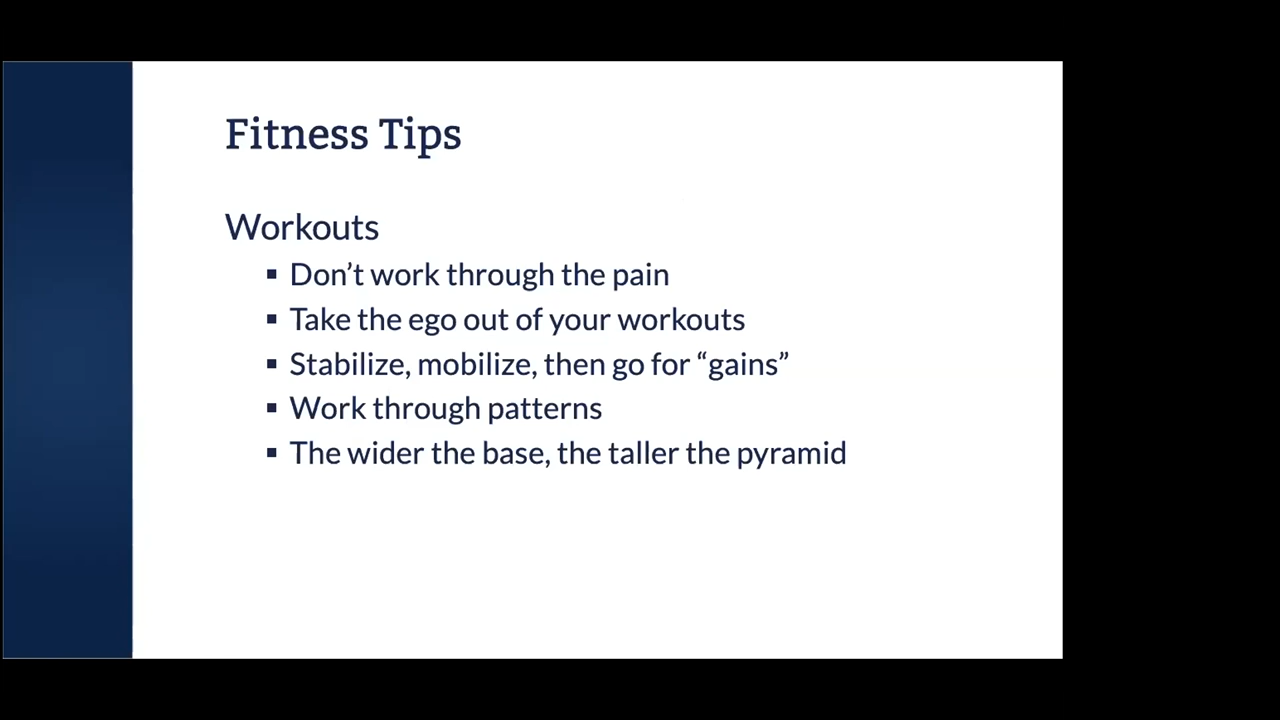 Fitness Tips
Workouts
▪ Don’t work through the pain
▪ Take the ego out of your workouts
▪ Stabilize, mobilize, then go for “gains”
▪ Work through patterns
▪ The wider the base, the taller the pyramid